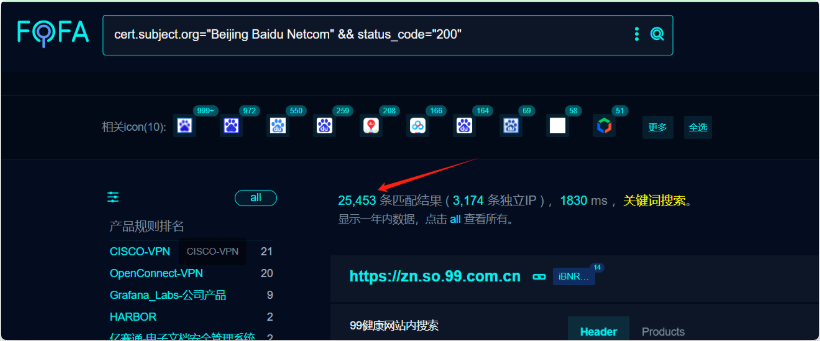 FOFA
cert.subject.org="Beijing Baidu Netcom" && status_code="200"
相关icon(10): 999+ 972 550 259 208 166 164 69 58 51 更多 全选
all
25,453 条匹配结果 ( 3,174 条独立IP ) ，1830 ms ，关键词搜索。
显示一年内数据，点击 all 查看所有。
产品规则排名
CISCO-VPN CISCO-VPN 21
OpenConnect-VPN 20
Grafana_Labs-公司产品 9
HARBOR 2
亿赛通-电子文档安全管理系统 2
https://zn.so.99.com.cn iBNR... 14
99健康网站内搜索
Header Products